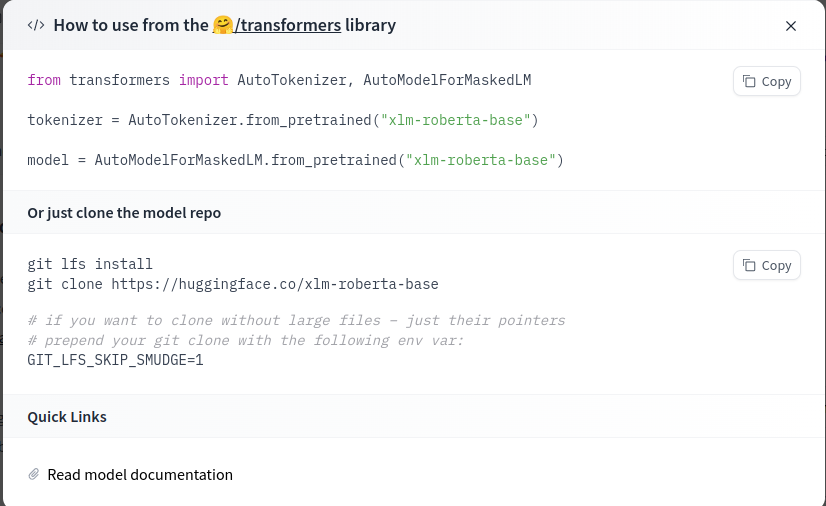 </> How to use from the 🤗/transformers library
from transformers import AutoTokenizer, AutoModelForMaskedLM
Copy
tokenizer = AutoTokenizer.from_pretrained("xlm-roberta-base")
model = AutoModelForMaskedLM.from_pretrained("xlm-roberta-base")
Or just clone the model repo
git lfs install
Copy
git clone https://huggingface.co/xlm-roberta-base
# if you want to clone without large files – just their pointers
# prepend your git clone with the following env var:
GIT_LFS_SKIP_SMUDGE=1
Quick Links
Read model documentation